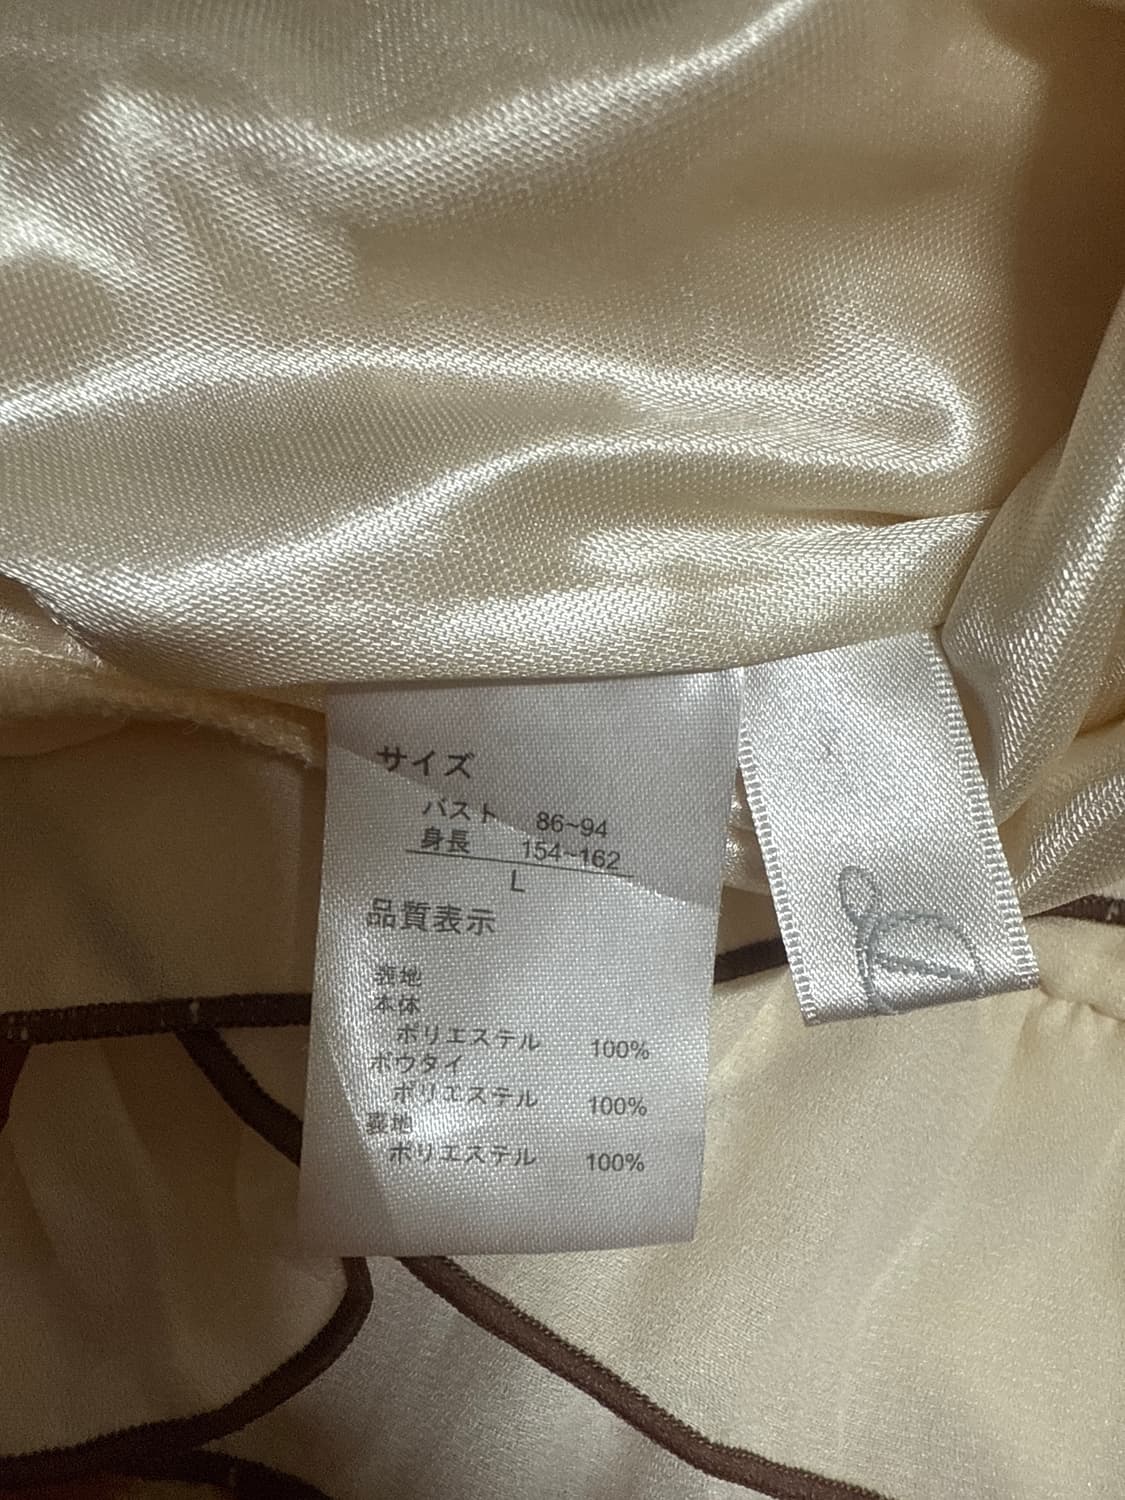 サイズ
バスト 86~94
身長 154~162
L
品質表示
表地
本体
ポリエステル 100%
ボウタイ
ポリエステル 100%
裏地
ポリエステル 100%